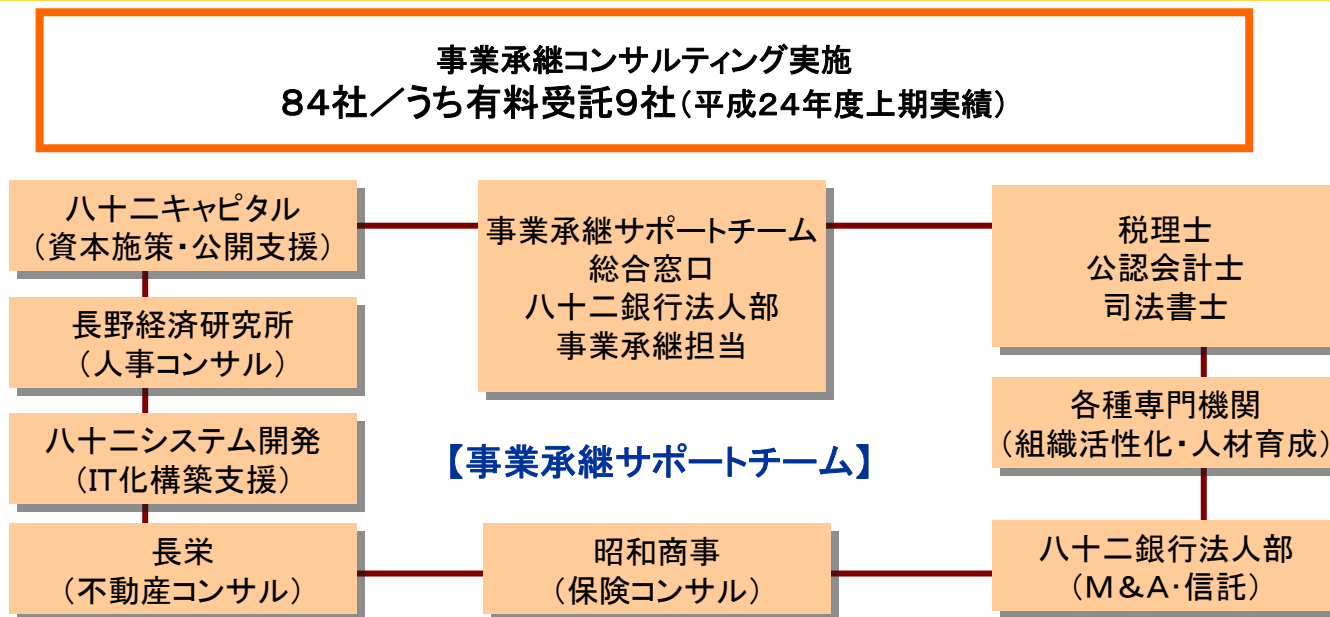 事業承継コンサルティング実施
84社／うち有料受託9社（平成24年度上期実績）
八十二キャピタル
（資本施策・公開支援）
事業承継サポートチーム
総合窓口
八十二銀行法人部
事業承継担当
税理士
公認会計士
司法書士
長野経済研究所
（人事コンサル）
各種専門機関
（組織活性化・人材育成）
八十二システム開発
（IT化構築支援）
【事業承継サポートチーム】
長栄
（不動産コンサル）
昭和商事
（保険コンサル）
八十二銀行法人部
（M＆A・信託）